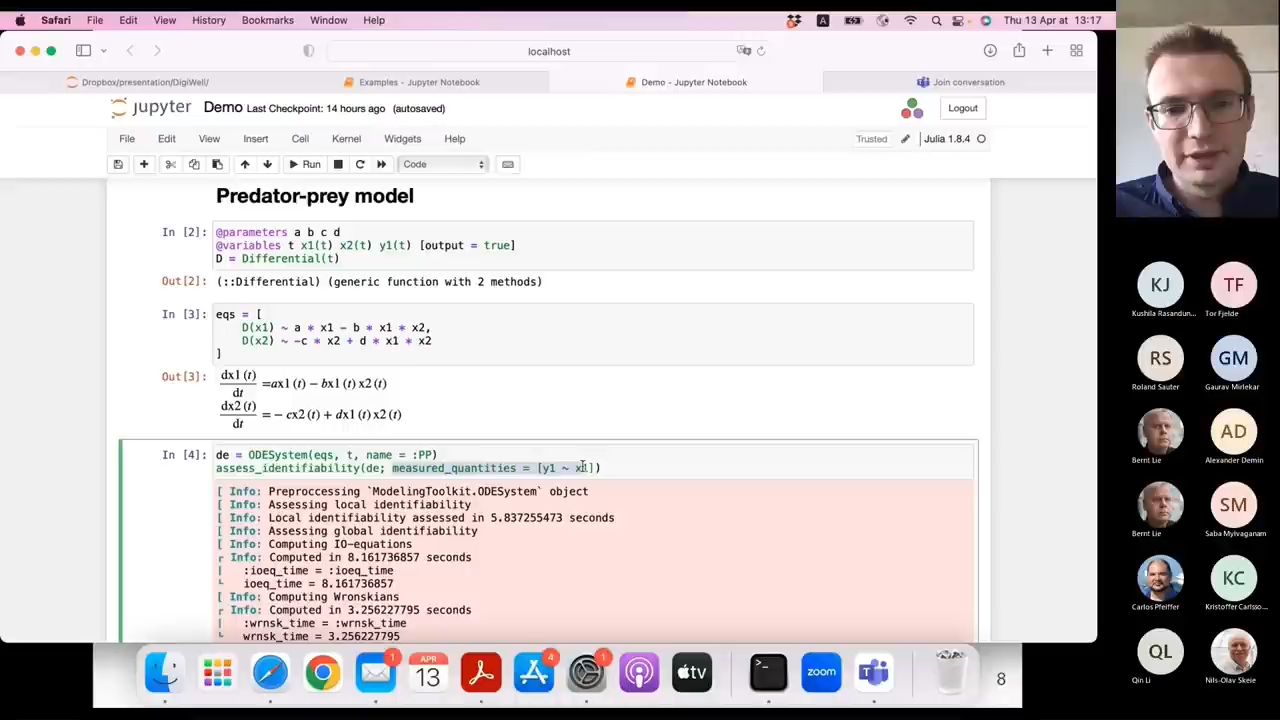 Safari File Edit View History Bookmarks Window Help A Thu 13 Apr at 13:17
localhost
Dropbox/presentation/DigiWell/ Examples - Jupyter Notebook Demo - Jupyter Notebook Join conversation
jupyter Demo Last Checkpoint: 14 hours ago (autosaved) Logout
File Edit View Insert Cell Kernel Widgets Help Trusted Julia 1.8.4
Run Code
Predator-prey model
In [2]: @parameters a b c d
@variables t x1(t) x2(t) y1(t) [output = true]
D = Differential(t)
Out[2]: (::Differential) (generic function with 2 methods)
In [3]: eqs = [
D(x1) ~ a * x1 - b * x1 * x2,
D(x2) ~ -c * x2 + d * x1 * x2
]
Out[3]: dx1(t)/dt =ax1(t) − bx1(t)x2(t)
dx2(t)/dt = − cx2(t) + dx1(t)x2(t)
In [4]: de = ODESystem(eqs, t, name = :PP)
assess_identifiability(de; measured_quantities = [y1 ~ x1])
[ Info: Preproccessing `ModelingToolkit.ODESystem` object
[ Info: Assessing local identifiability
[ Info: Local identifiability assessed in 5.837255473 seconds
[ Info: Assessing global identifiability
[ Info: Computing IO-equations
┌ Info: Computed in 8.161736857 seconds
│ :ioeq_time = :ioeq_time
└ ioeq_time = 8.161736857
[ Info: Computing Wronskians
┌ Info: Computed in 3.256227795 seconds
│ :wrnsk_time = :wrnsk_time
└ wrnsk_time = 3.256227795
1 APR 13 4 1 tv zoom 8
KJ TF
Kushila Rasandun... Tor Fjelde
RS GM
Roland Sauter Gaurav Mirlekar
AD
Bernt Lie Alexander Demin
SM
Bernt Lie Saba Mylvaganam
KC
Carlos Pfeiffer Kristoffer Carlsso...
QL
Qin Li Nils-Olav Skeie